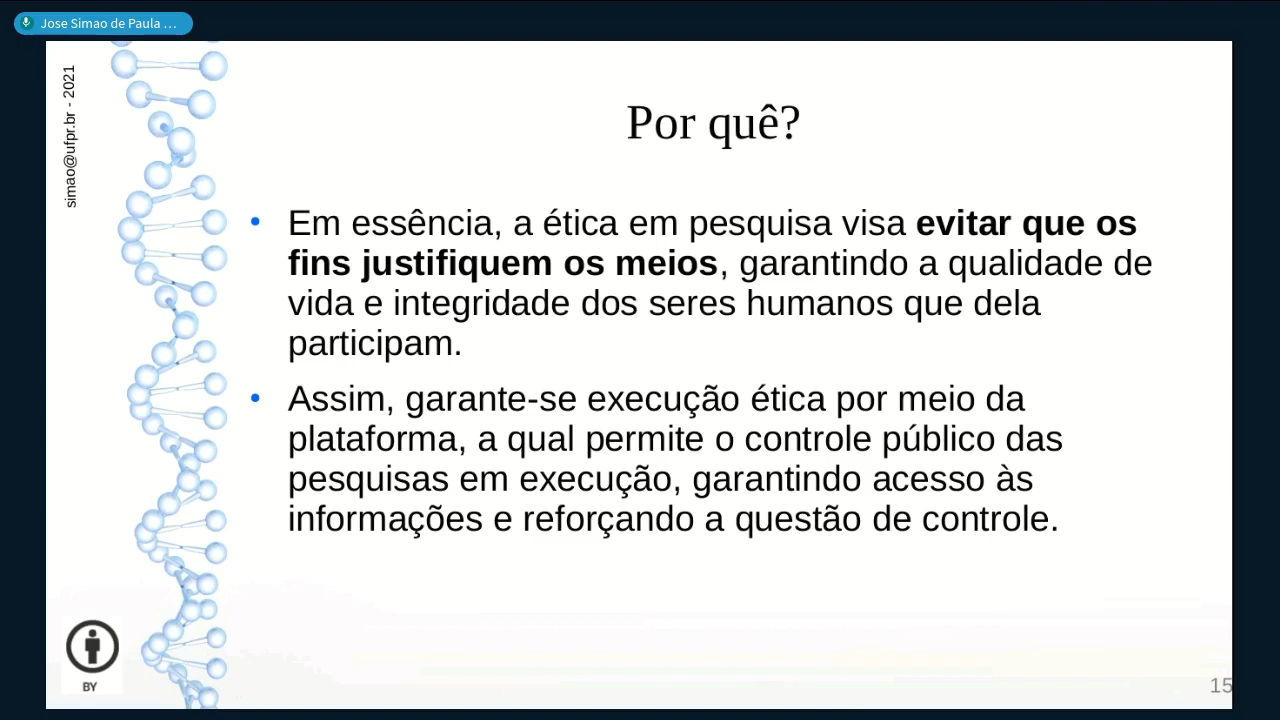 Jose Simao de Paula ...
simao@ufpr.br - 2021
Por quê?
• Em essência, a ética em pesquisa visa evitar que os
fins justifiquem os meios, garantindo a qualidade de
vida e integridade dos seres humanos que dela
participam.
• Assim, garante-se execução ética por meio da
plataforma, a qual permite o controle público das
pesquisas em execução, garantindo acesso às
informações e reforçando a questão de controle.
BY
15